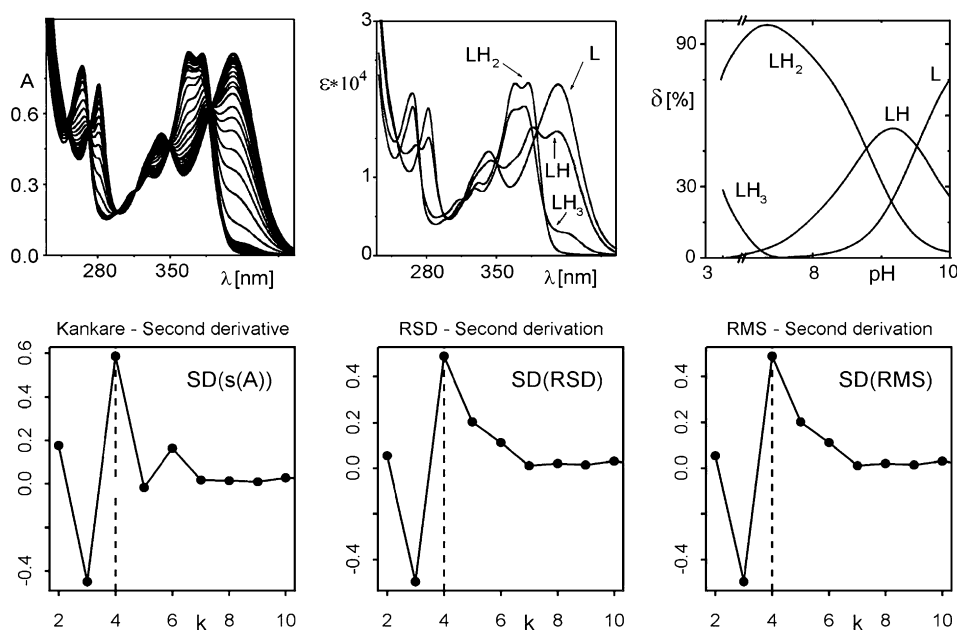 A
0.6
0.3
0.0
280
350
λ[nm]
3
ε*10⁴
1
0
LH₂
L
LH
LH₃
280
350
λ[nm]
90
δ[%]
30
0
LH₂
LH
L
LH₃
3
8
pH
10
Kankare - Second derivative
SD(s(A))
0.6
0.4
0.2
0.0
-0.4
2 4 6 8 10
k
RSD - Second derivation
SD(RSD)
0.4
0.2
0.0
-0.4
2 4 6 8 10
k
RMS - Second derivation
SD(RMS)
0.4
0.2
0.0
-0.4
2 4 6 8 10
k